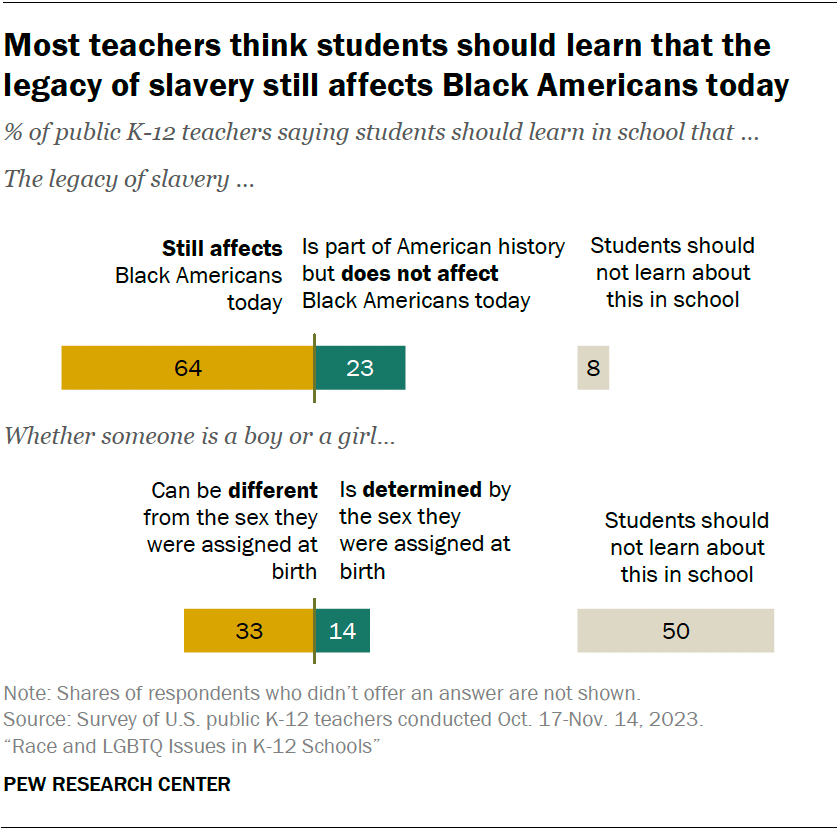 Most teachers think students should learn that the
legacy of slavery still affects Black Americans today
% of public K-12 teachers saying students should learn in school that ...
The legacy of slavery ...
Still affects
Black Americans
today
Is part of American history
but does not affect
Black Americans today
Students should
not learn about
this in school
64
23
8
Whether someone is a boy or a girl...
Can be different
from the sex they
were assigned at
birth
Is determined by
the sex they
were assigned at
birth
Students should
not learn about
this in school
33
14
50
Note: Shares of respondents who didn't offer an answer are not shown.
Source: Survey of U.S. public K-12 teachers conducted Oct. 17-Nov. 14, 2023.
“Race and LGBTQ Issues in K-12 Schools”
PEW RESEARCH CENTER